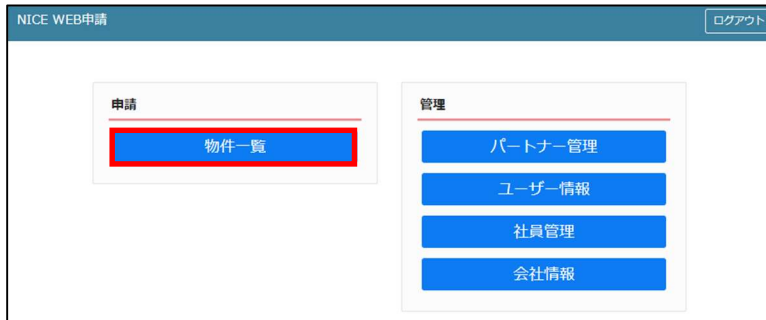 NICE WEB申請
ログアウト
申請
物件一覧
管理
パートナー管理
ユーザー情報
社員管理
会社情報